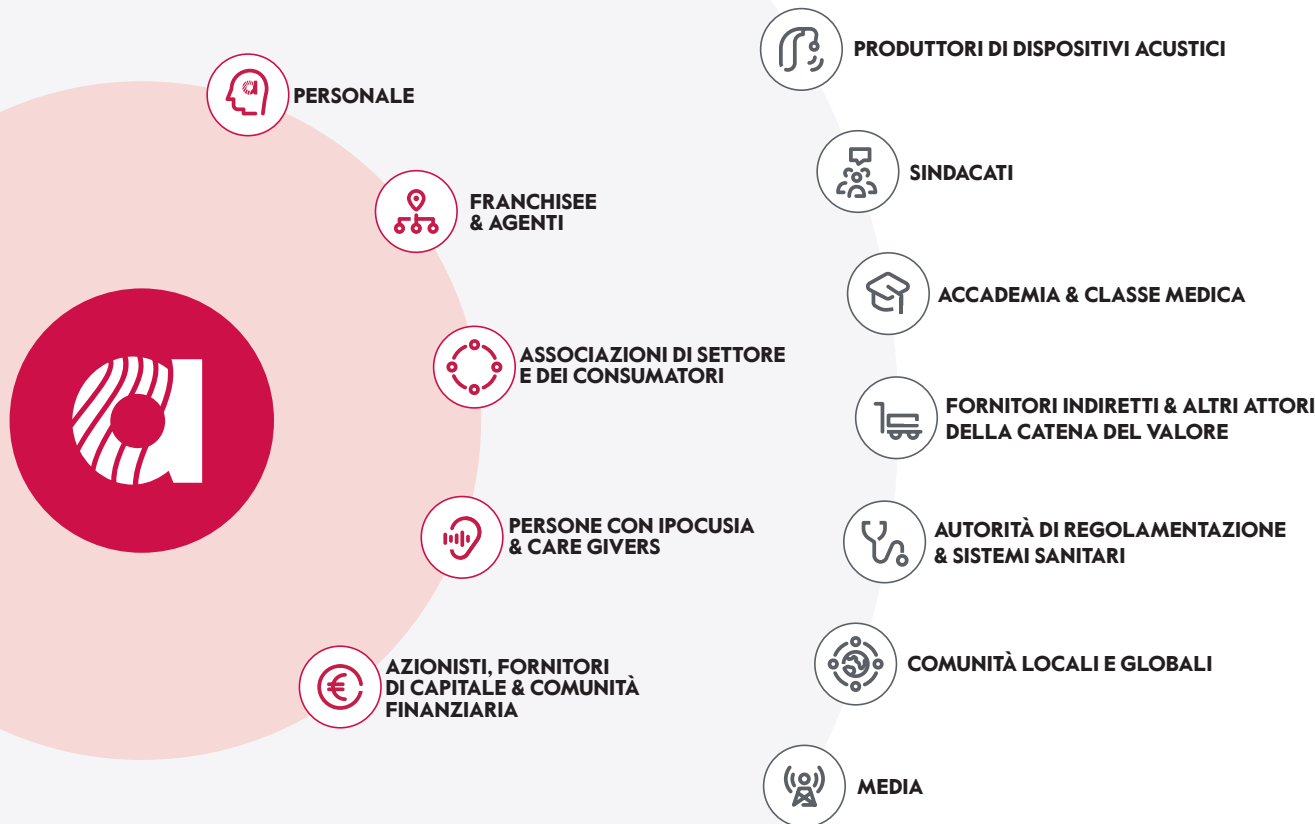 PERSONALE
FRANCHISEE
& AGENTI
ASSOCIAZIONI DI SETTORE
E DEI CONSUMATORI
PERSONE CON IPOCUSIA
& CARE GIVERS
AZIONISTI, FORNITORI
DI CAPITALE & COMUNITÀ
FINANZIARIA
PRODUTTORI DI DISPOSITIVI ACUSTICI
SINDACATI
ACCADEMIA & CLASSE MEDICA
FORNITORI INDIRETTI & ALTRI ATTORI
DELLA CATENA DEL VALORE
AUTORITÀ DI REGOLAMENTAZIONE
& SISTEMI SANITARI
COMUNITÀ LOCALI E GLOBALI
MEDIA